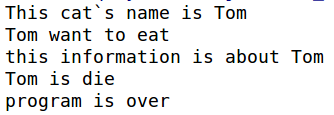 This cat`s name is Tom
Tom want to eat
this information is about Tom
Tom is die
program is over